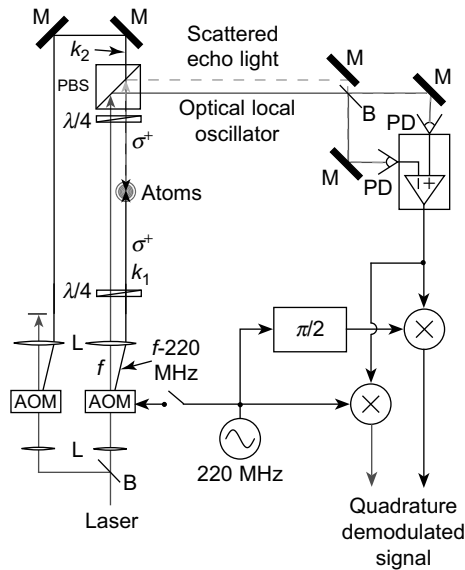 M
M
k₂
PBS
λ/4
σ⁺
Atoms
σ⁺
k₁
λ/4
L
f
f-220
MHz
AOM
AOM
L
B
Laser
Scattered
echo light
Optical local
oscillator
M
M
B
PD
M
PD
− +
π/2
×
×
220 MHz
Quadrature
demodulated
signal